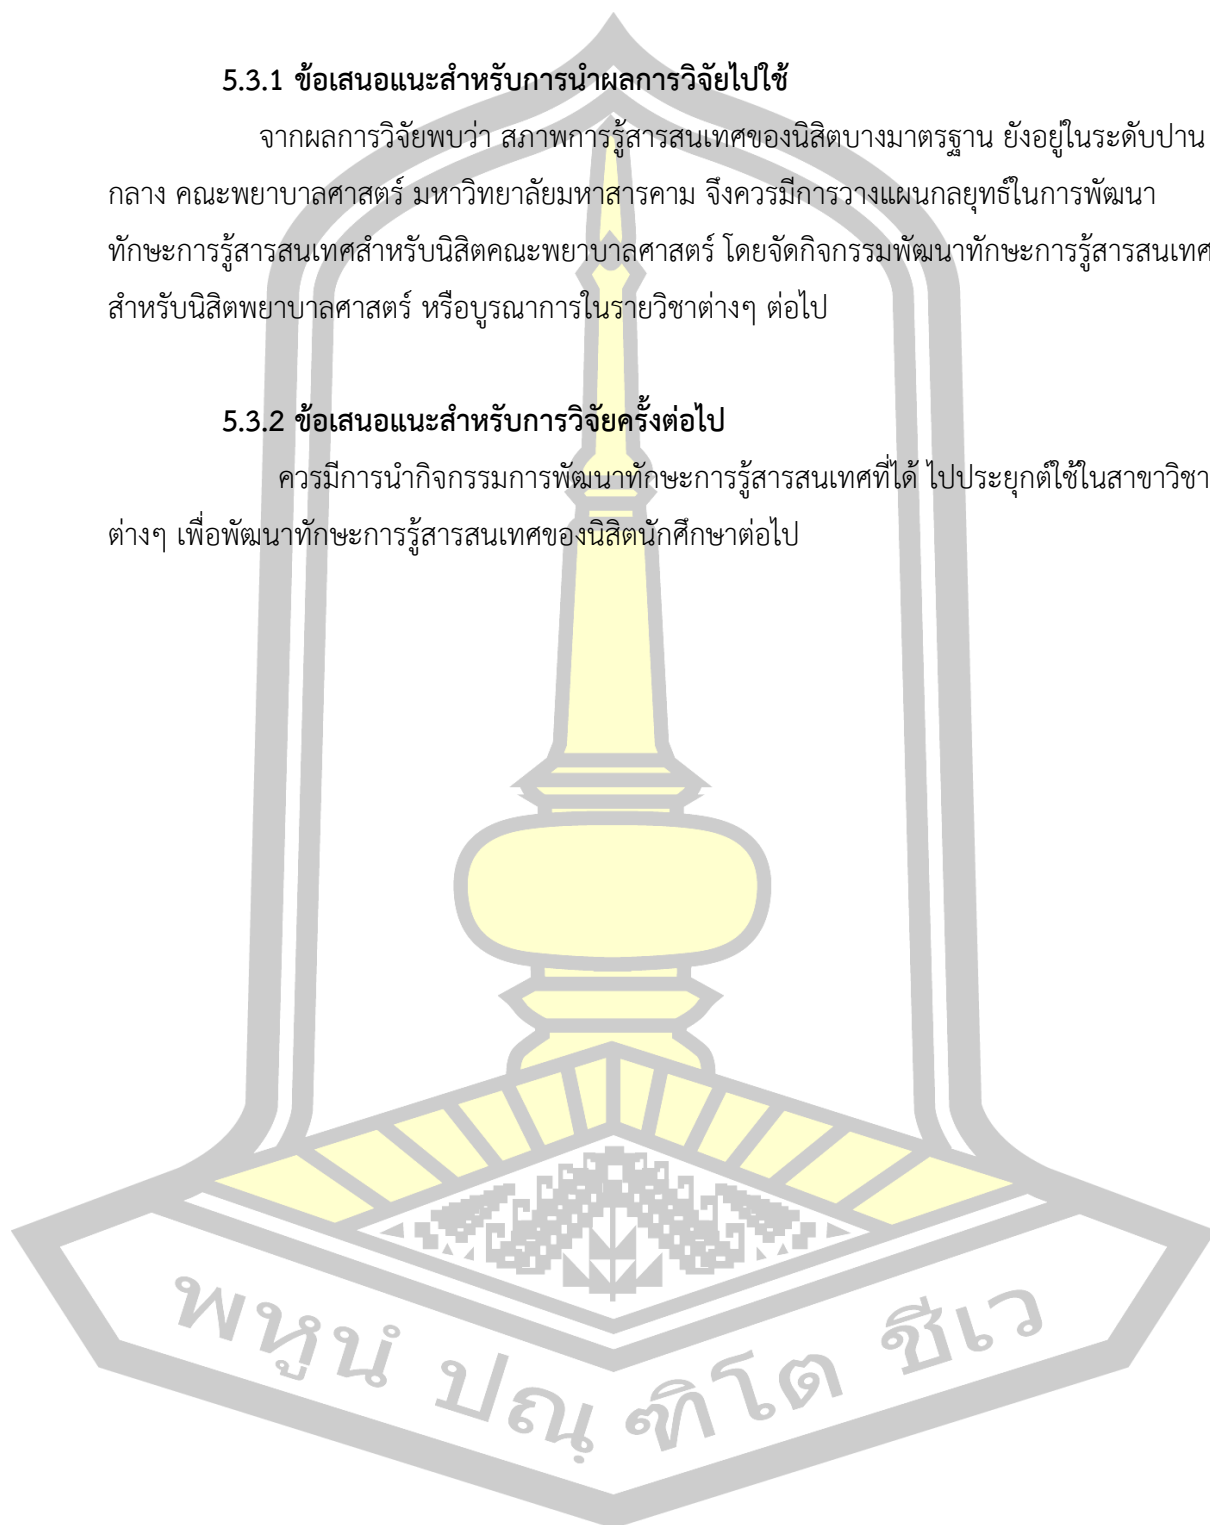 5.3.1 ข้อเสนอแนะสำหรับการนำผลการวิจัยไปใช้
จากผลการวิจัยพบว่า สภาพการรู้สารสนเทศของนิสิตบางมาตรฐาน ยังอยู่ในระดับปาน
กลาง คณะพยาบาลศาสตร์ มหาวิทยาลัยมหาสารคาม จึงควรมีการวางแผนกลยุทธ์ในการพัฒนา
ทักษะการรู้สารสนเทศสำหรับนิสิตคณะพยาบาลศาสตร์ โดยจัดกิจกรรมพัฒนาทักษะการรู้สารสนเทศ
สำหรับนิสิตพยาบาลศาสตร์ หรือบูรณาการในรายวิชาต่างๆ ต่อไป
5.3.2 ข้อเสนอแนะสำหรับการวิจัยครั้งต่อไป
ควรมีการนำกิจกรรมการพัฒนาทักษะการรู้สารสนเทศที่ได้ ไปประยุกต์ใช้ในสาขาวิชา
ต่างๆ เพื่อพัฒนาทักษะการรู้สารสนเทศของนิสิตนักศึกษาต่อไป
พหูนํ ปณฺ ฑิโต ชีเว